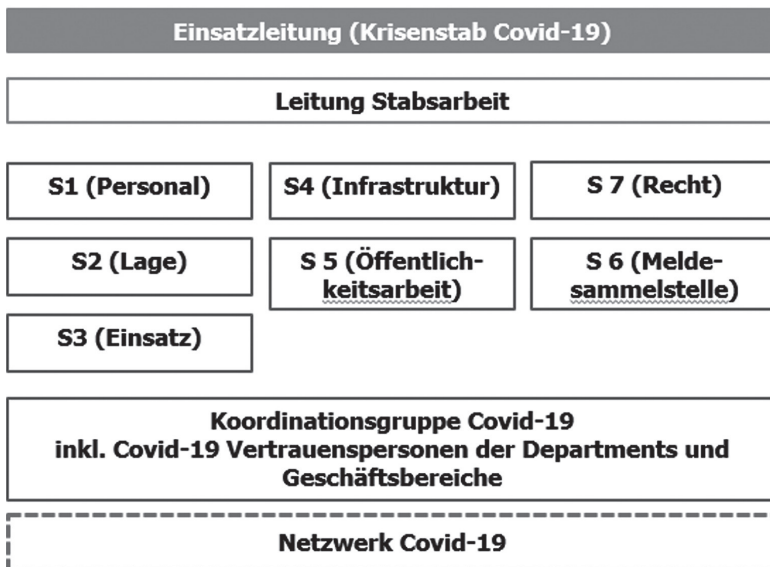 Einsatzleitung (Krisenstab Covid-19)
Leitung Stabsarbeit
S1 (Personal)
S4 (Infrastruktur)
S 7 (Recht)
S2 (Lage)
S 5 (Öffentlich-
keitsarbeit)
S 6 (Melde-
sammelstelle)
S3 (Einsatz)
Koordinationsgruppe Covid-19
inkl. Covid-19 Vertrauenspersonen der Departments und
Geschäftsbereiche
Netzwerk Covid-19